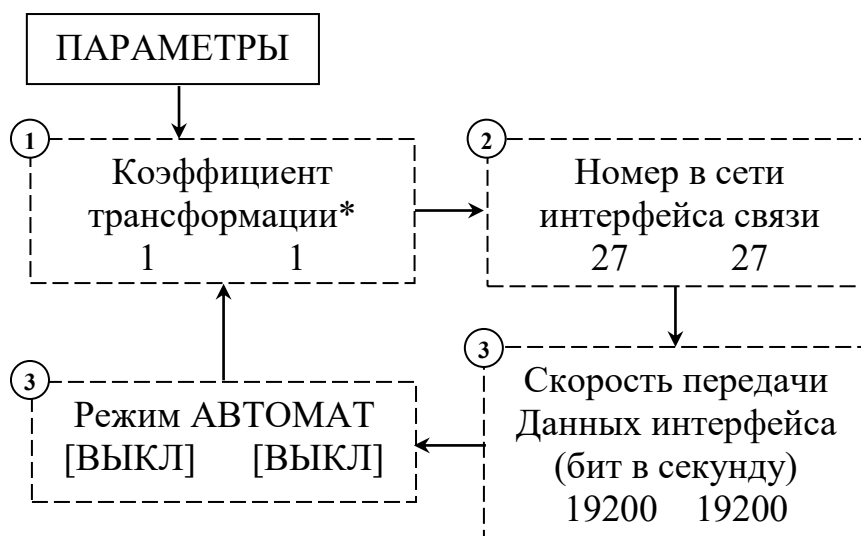 ПАРАМЕТРЫ
1
Коэффициент
трансформации*
1 1
2
Номер в сети
интерфейса связи
27 27
3
Скорость передачи
Данных интерфейса
(бит в секунду)
19200 19200
3
Режим АВТОМАТ
[ВЫКЛ] [ВЫКЛ]